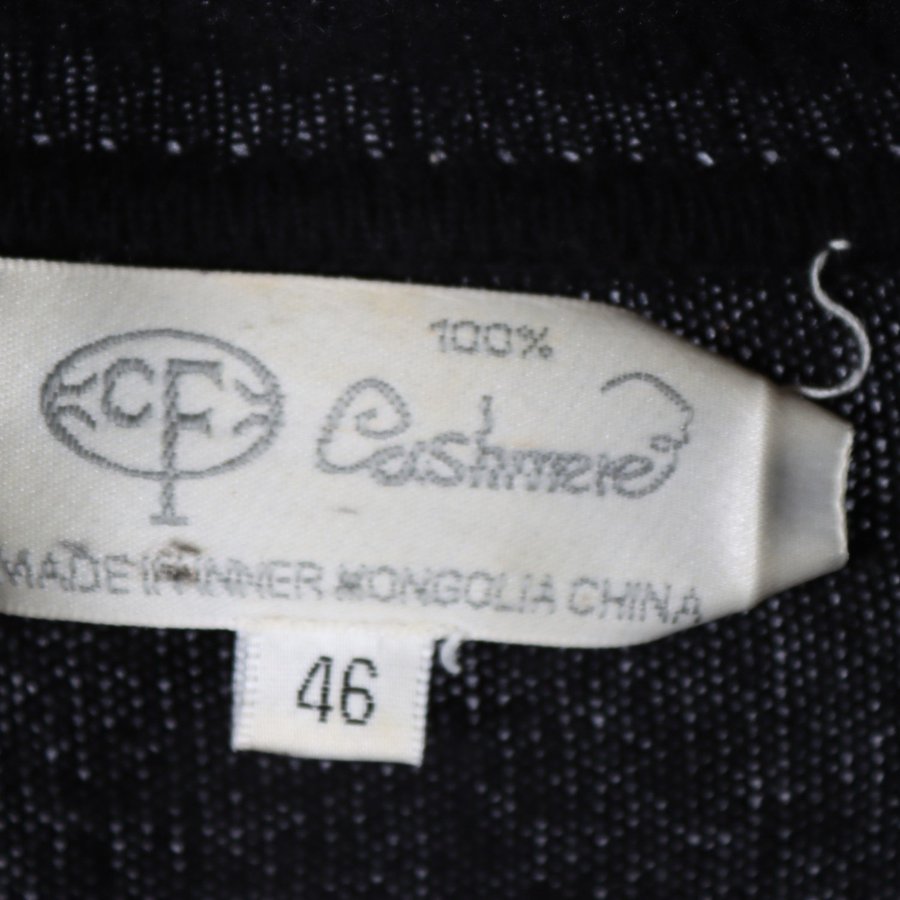 CF
100%
Cashmere
MADE IN INNER MONGOLIA CHINA
46